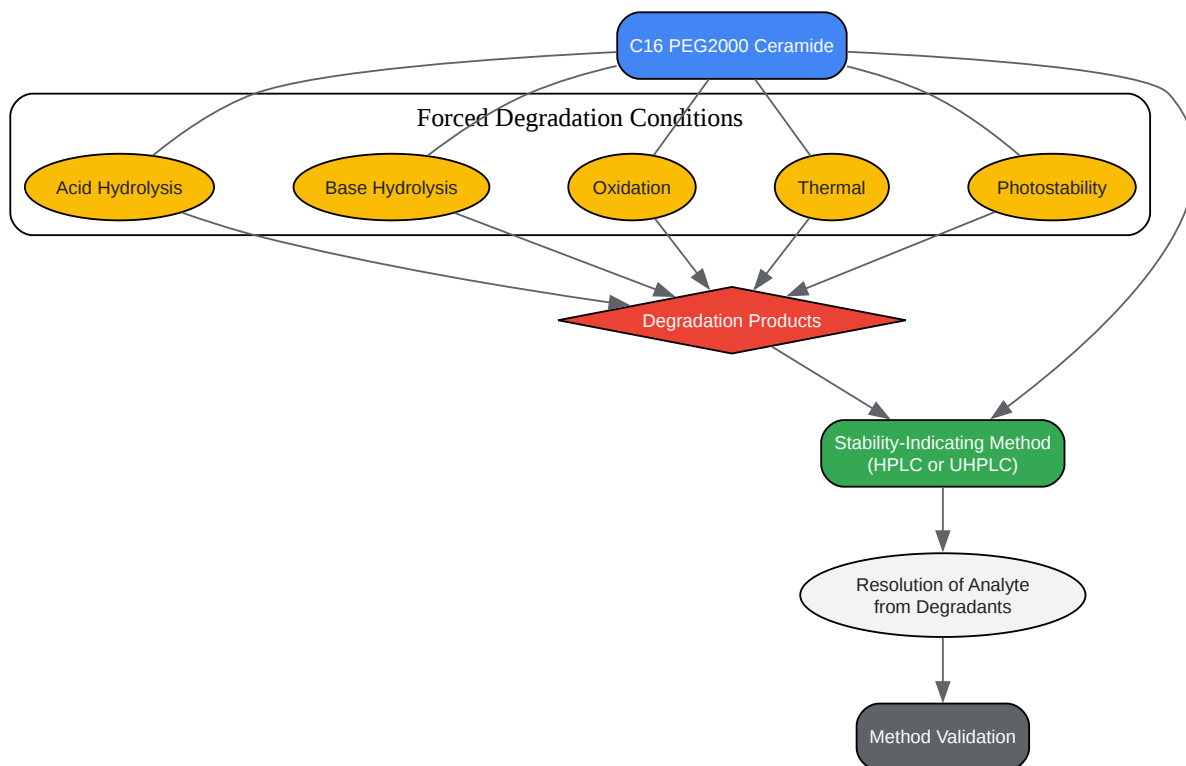 C16 PEG2000 Ceramide
Forced Degradation Conditions
Acid Hydrolysis
Base Hydrolysis
Oxidation
Thermal
Photostability
Degradation Products
Stability-Indicating Method
(HPLC or UHPLC)
Resolution of Analyte
from Degradants
Method Validation